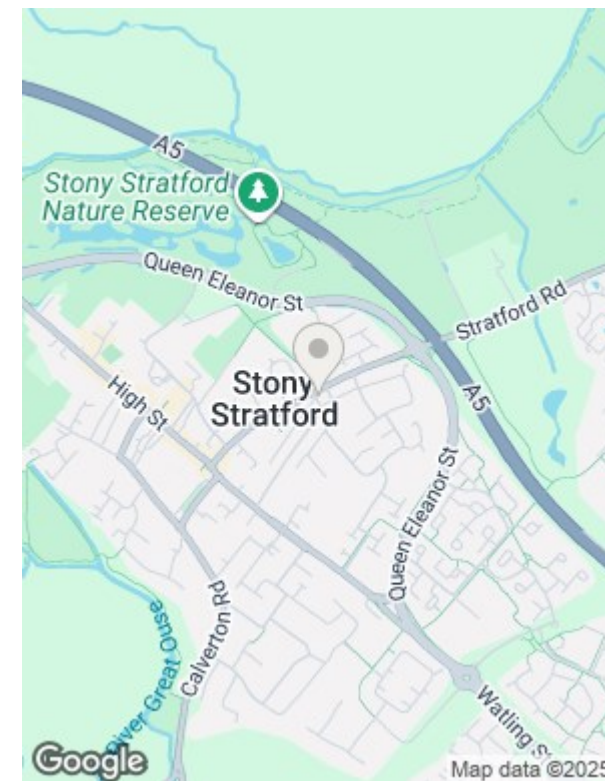 A5
Stony Stratford
Nature Reserve
Queen Eleanor St
Stratford Rd
High St
Stony
Stratford
A5
Queen Eleanor St
Calverton Rd
River Great Ouse
Watling St
Google
Map data ©2025